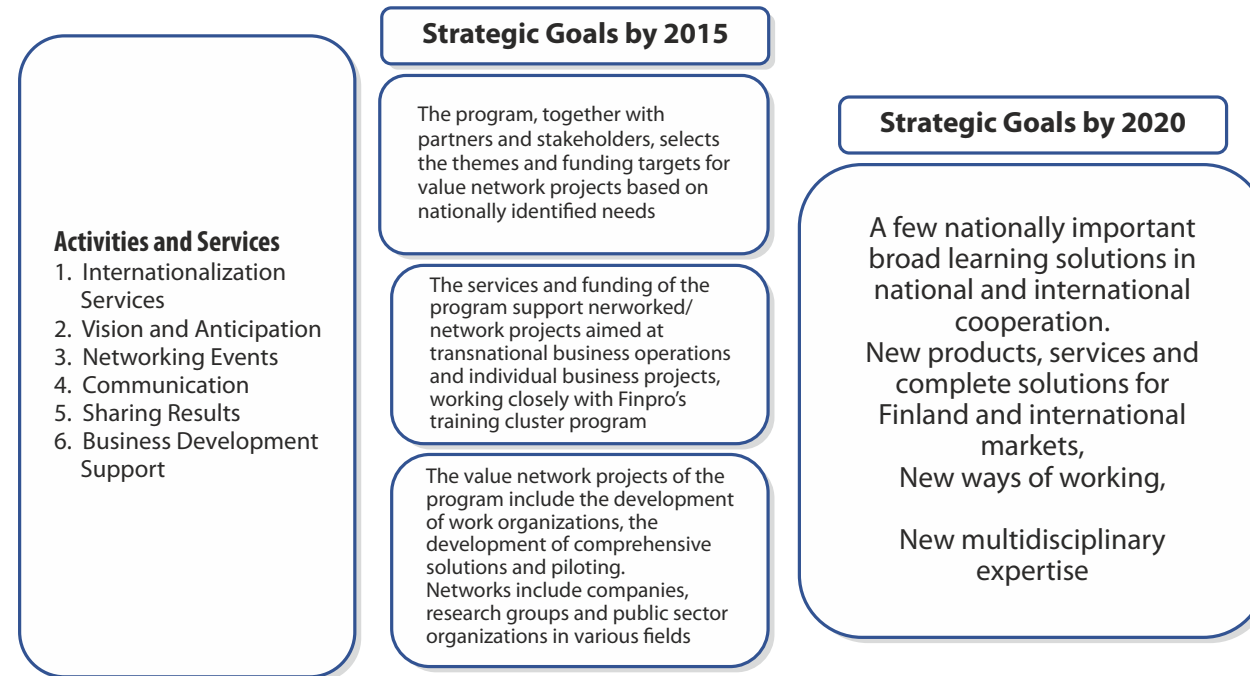 Activities and Services
1. Internationalization
Services
2. Vision and Anticipation
3. Networking Events
4. Communication
5. Sharing Results
6. Business Development
Support
Strategic Goals by 2015
The program, together with
partners and stakeholders, selects
the themes and funding targets for
value network projects based on
nationally identified needs
The services and funding of the
program support nerworked/
network projects aimed at
transnational business operations
and individual business projects,
working closely with Finpro's
training cluster program
The value network projects of the
program include the development
of work organizations, the
development of comprehensive
solutions and piloting.
Networks include companies,
research groups and public sector
organizations in various fields
Strategic Goals by 2020
A few nationally important
broad learning solutions in
national and international
cooperation.
New products, services and
complete solutions for
Finland and international
markets,
New ways of working,
New multidisciplinary
expertise